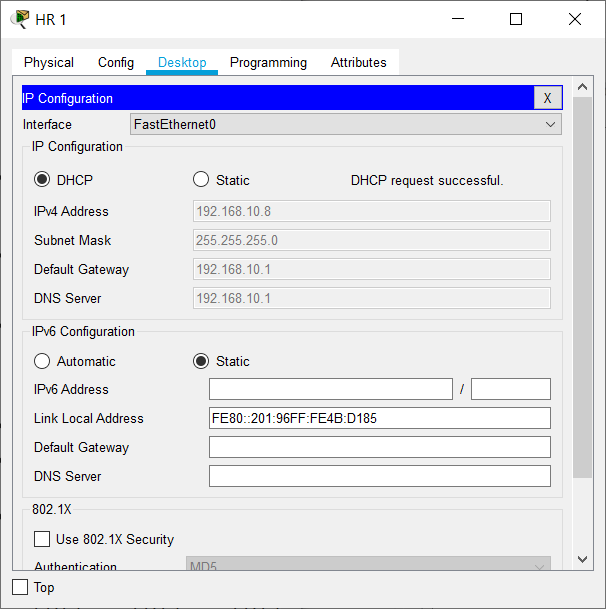 HR 1
Physical Config Desktop Programming Attributes
IP Configuration X
Interface FastEthernet0
IP Configuration
DHCP Static DHCP request successful.
IPv4 Address 192.168.10.8
Subnet Mask 255.255.255.0
Default Gateway 192.168.10.1
DNS Server 192.168.10.1
IPv6 Configuration
Automatic Static
IPv6 Address /
Link Local Address FE80::201:96FF:FE4B:D185
Default Gateway
DNS Server
802.1X
Use 802.1X Security
Authentication MD5
Top